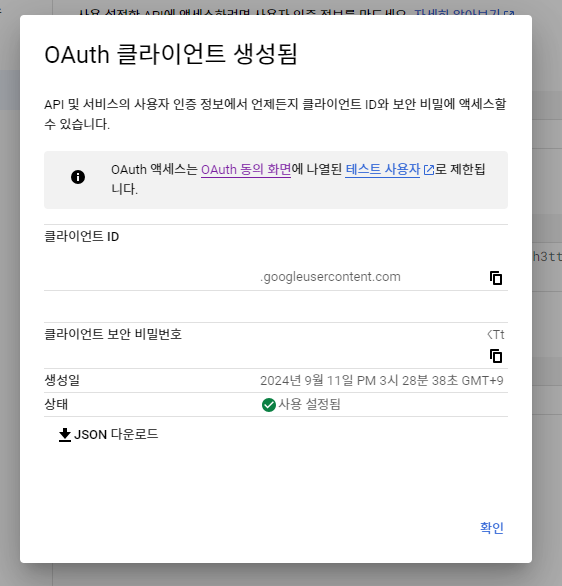 사용 설정한 API에 액세스하려면 사용자 인증 정보를 만드세요. 자세히 알아보기
OAuth 클라이언트 생성됨
API 및 서비스의 사용자 인증 정보에서 언제든지 클라이언트 ID와 보안 비밀에 액세스할
수 있습니다.
OAuth 액세스는 OAuth 동의 화면에 나열된 테스트 사용자로 제한됩
니다.
클라이언트 ID
.googleusercontent.com
h3tt
클라이언트 보안 비밀번호
생성일 2024년 9월 11일 PM 3시 28분 38초 GMT+9
상태 사용 설정됨
JSON 다운로드
확인